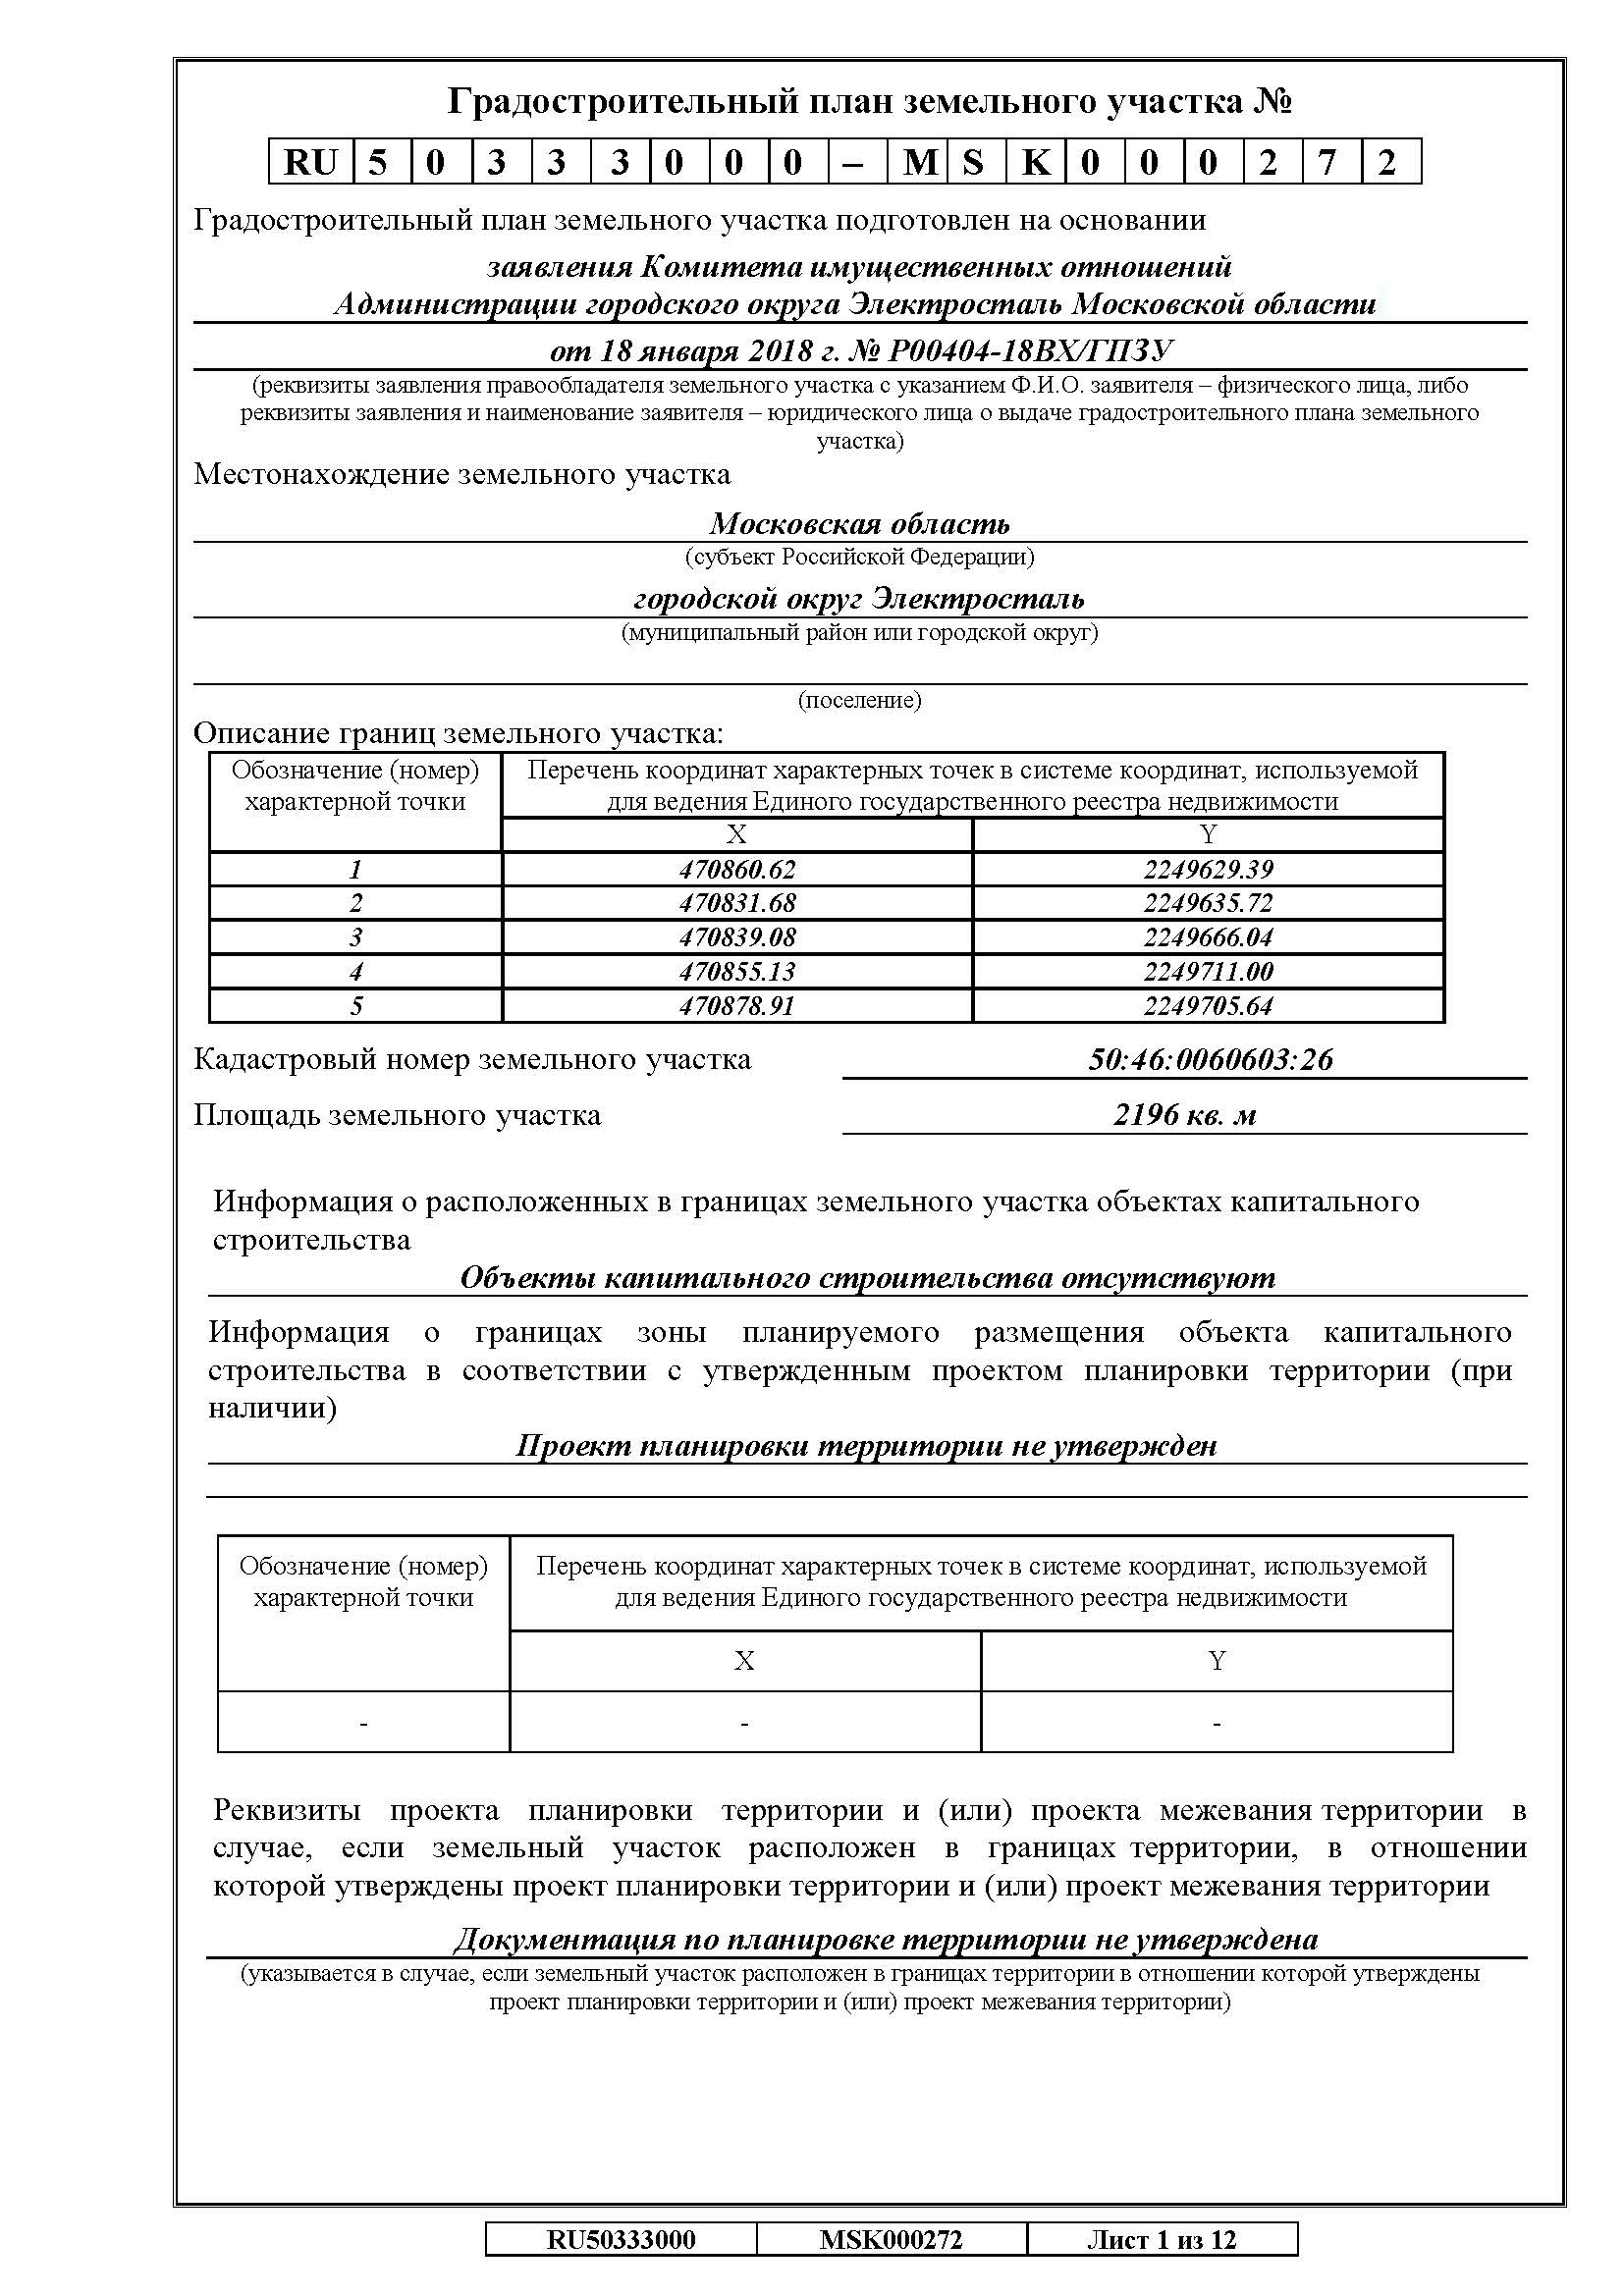 Градостроительный план земельного участка №
RU 5 0 3 3 3 0 0 0 – M S K 0 0 0 2 7 2
Градостроительный план земельного участка подготовлен на основании
заявления Комитета имущественных отношений
Администрации городского округа Электросталь Московской области
от 18 января 2018 г. № Р00404-18ВХ/ГПЗУ
(реквизиты заявления правообладателя земельного участка с указанием Ф.И.О. заявителя – физического лица, либо
реквизиты заявления и наименование заявителя – юридического лица о выдаче градостроительного плана земельного
участка)
Местонахождение земельного участка
Московская область
(субъект Российской Федерации)
городской округ Электросталь
(муниципальный район или городской округ)
(поселение)
Описание границ земельного участка:
Обозначение (номер)
характерной точки
Перечень координат характерных точек в системе координат, используемой
для ведения Единого государственного реестра недвижимости
X Y
1 470860.62 2249629.39
2 470831.68 2249635.72
3 470839.08 2249666.04
4 470855.13 2249711.00
5 470878.91 2249705.64
Кадастровый номер земельного участка 50:46:0060603:26
Площадь земельного участка 2196 кв. м
Информация о расположенных в границах земельного участка объектах капитального
строительства
Объекты капитального строительства отсутствуют
Информация о границах зоны планируемого размещения объекта капитального
строительства в соответствии с утвержденным проектом планировки территории (при
наличии)
Проект планировки территории не утвержден
Обозначение (номер)
характерной точки
Перечень координат характерных точек в системе координат, используемой
для ведения Единого государственного реестра недвижимости
X Y
- - -
Реквизиты проекта планировки территории и (или) проекта межевания территории в
случае, если земельный участок расположен в границах территории, в отношении
которой утверждены проект планировки территории и (или) проект межевания территории
Документация по планировке территории не утверждена
(указывается в случае, если земельный участок расположен в границах территории в отношении которой утверждены
проект планировки территории и (или) проект межевания территории)
RU50333000 MSK000272 Лист 1 из 12